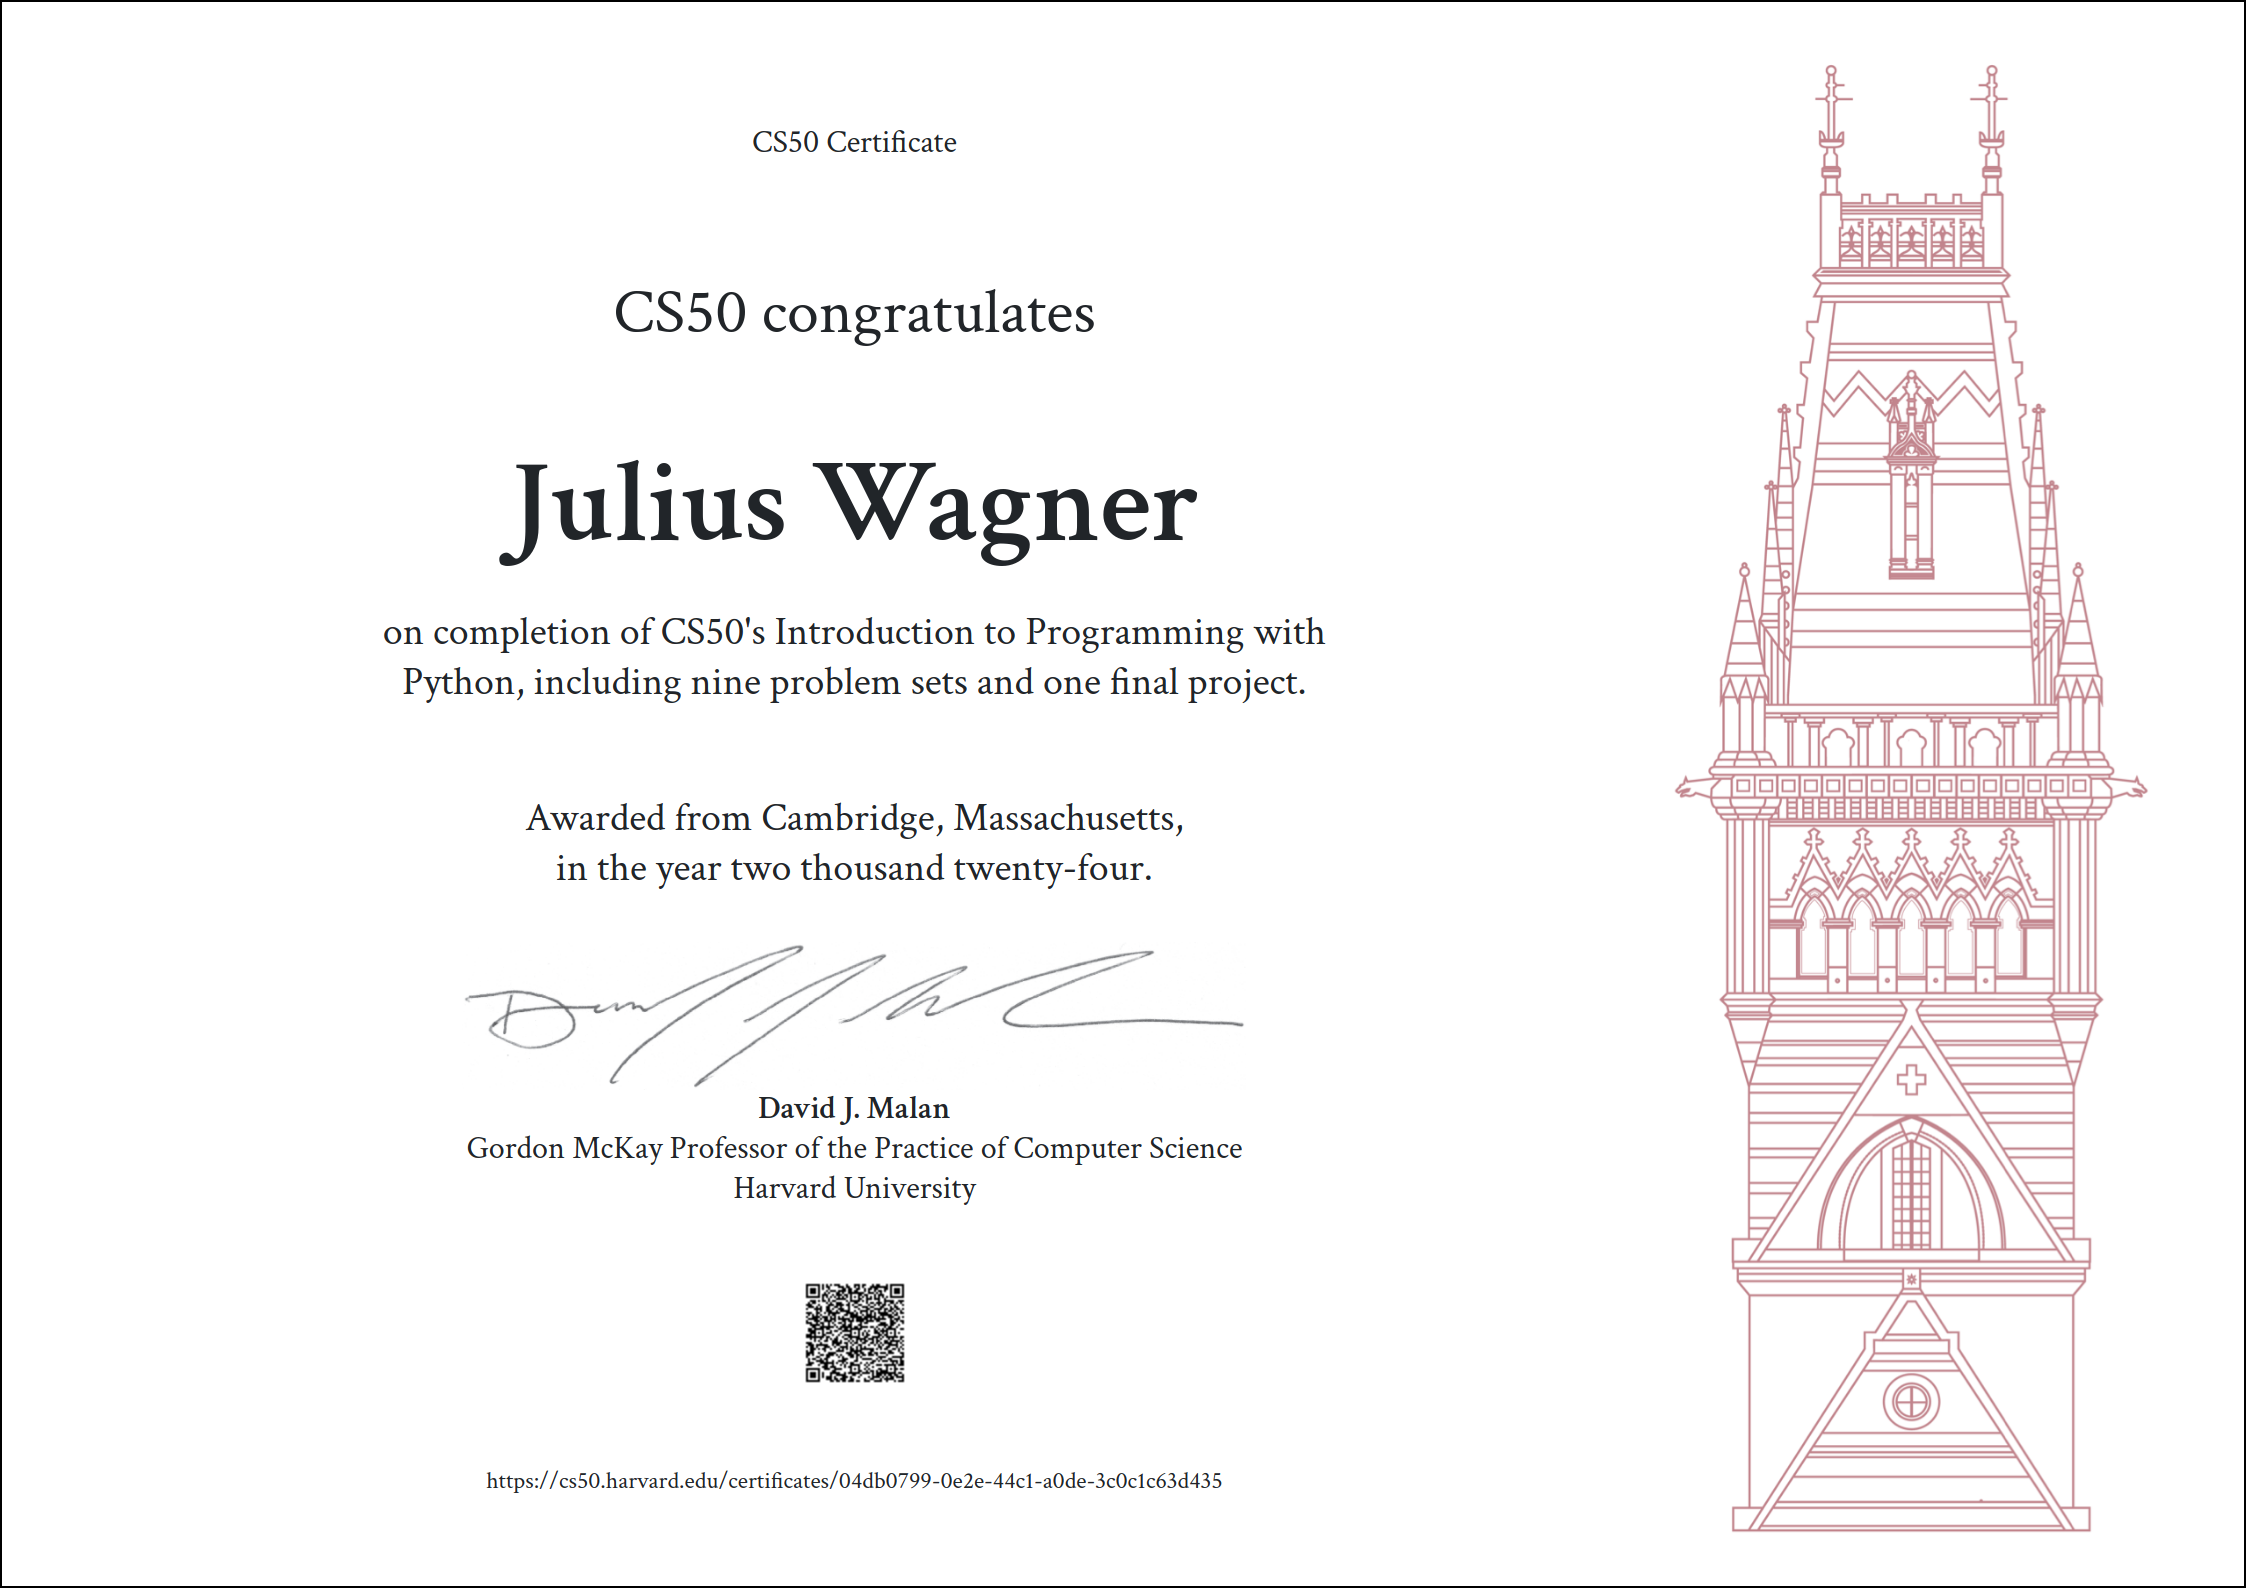 CS50 Certificate
CS50 congratulates
Julius Wagner
on completion of CS50's Introduction to Programming with
Python, including nine problem sets and one final project.
Awarded from Cambridge, Massachusetts,
in the year two thousand twenty-four.
David J. Malan
Gordon McKay Professor of the Practice of Computer Science
Harvard University
https://cs50.harvard.edu/certificates/04db0799-0e2e-44c1-a0de-3c0c1c63d435